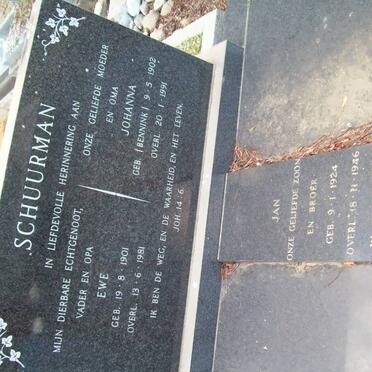 SCHUURMAN
IN LIEFDEVOLLE HERINNERING AAN
MIJN DIERBARE ECHTGENOOT,
VADER EN OPA
EWE
GEB. 19·8·1901
OVERL. 13·6·1981
ONZE GELIEFDE MOEDER
EN OMA
JOHANNA
GEB. (BENNINK) 9·5·1902
OVERL. 20·1·1991
IK BEN DE WEG, EN DE WAARHEID, EN HET LEVEN.
JOH. 14:6
JAN
ONZE GELIEFDE ZOON
EN BROER
GEB. 9·1·1924
OVERL. 18·11·1946